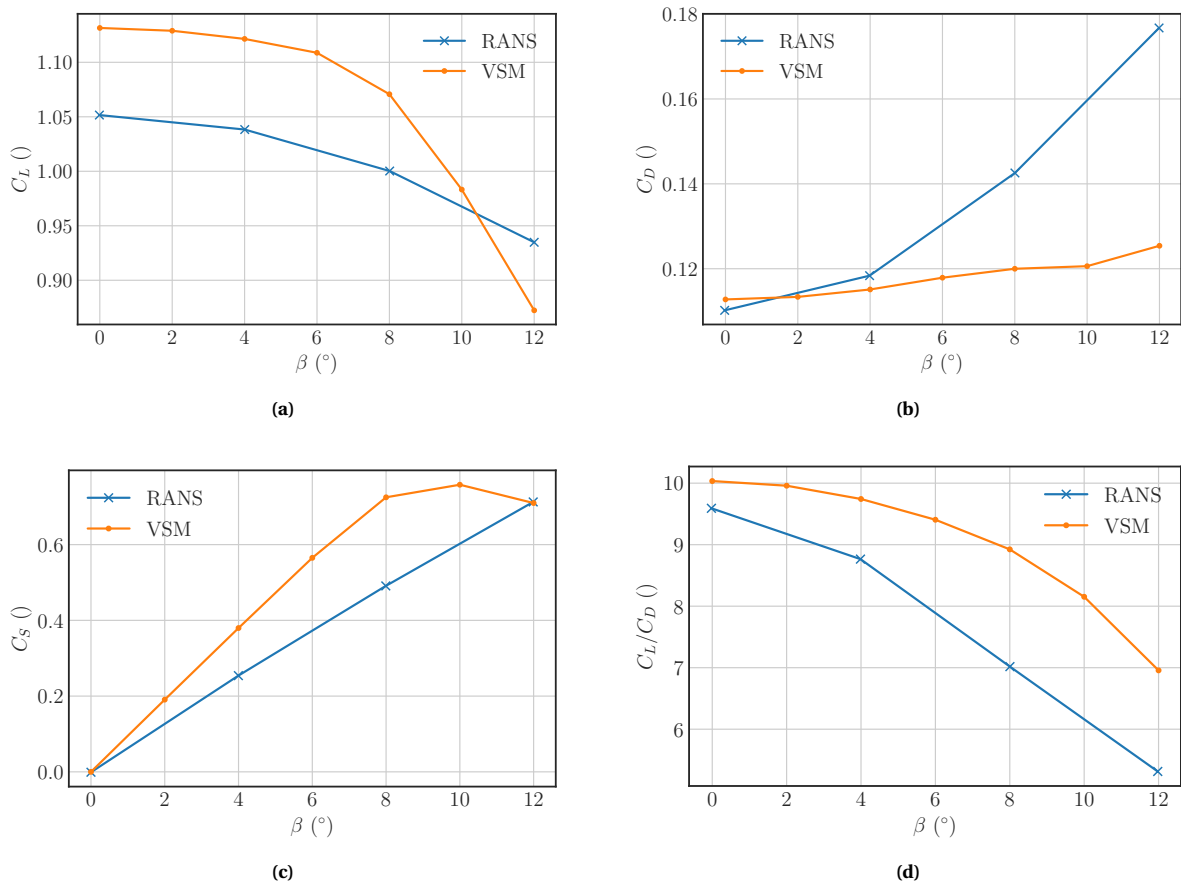 1.10
1.05
1.00
0.95
0.90
C_L ()
RANS
VSM
0 2 4 6 8 10 12
β (°)
(a)
0.18
0.16
0.14
0.12
C_D ()
RANS
VSM
0 2 4 6 8 10 12
β (°)
(b)
0.6
0.4
0.2
0.0
C_S ()
RANS
VSM
0 2 4 6 8 10 12
β (°)
(c)
10
9
8
7
6
C_L/C_D ()
RANS
VSM
0 2 4 6 8 10 12
β (°)
(d)